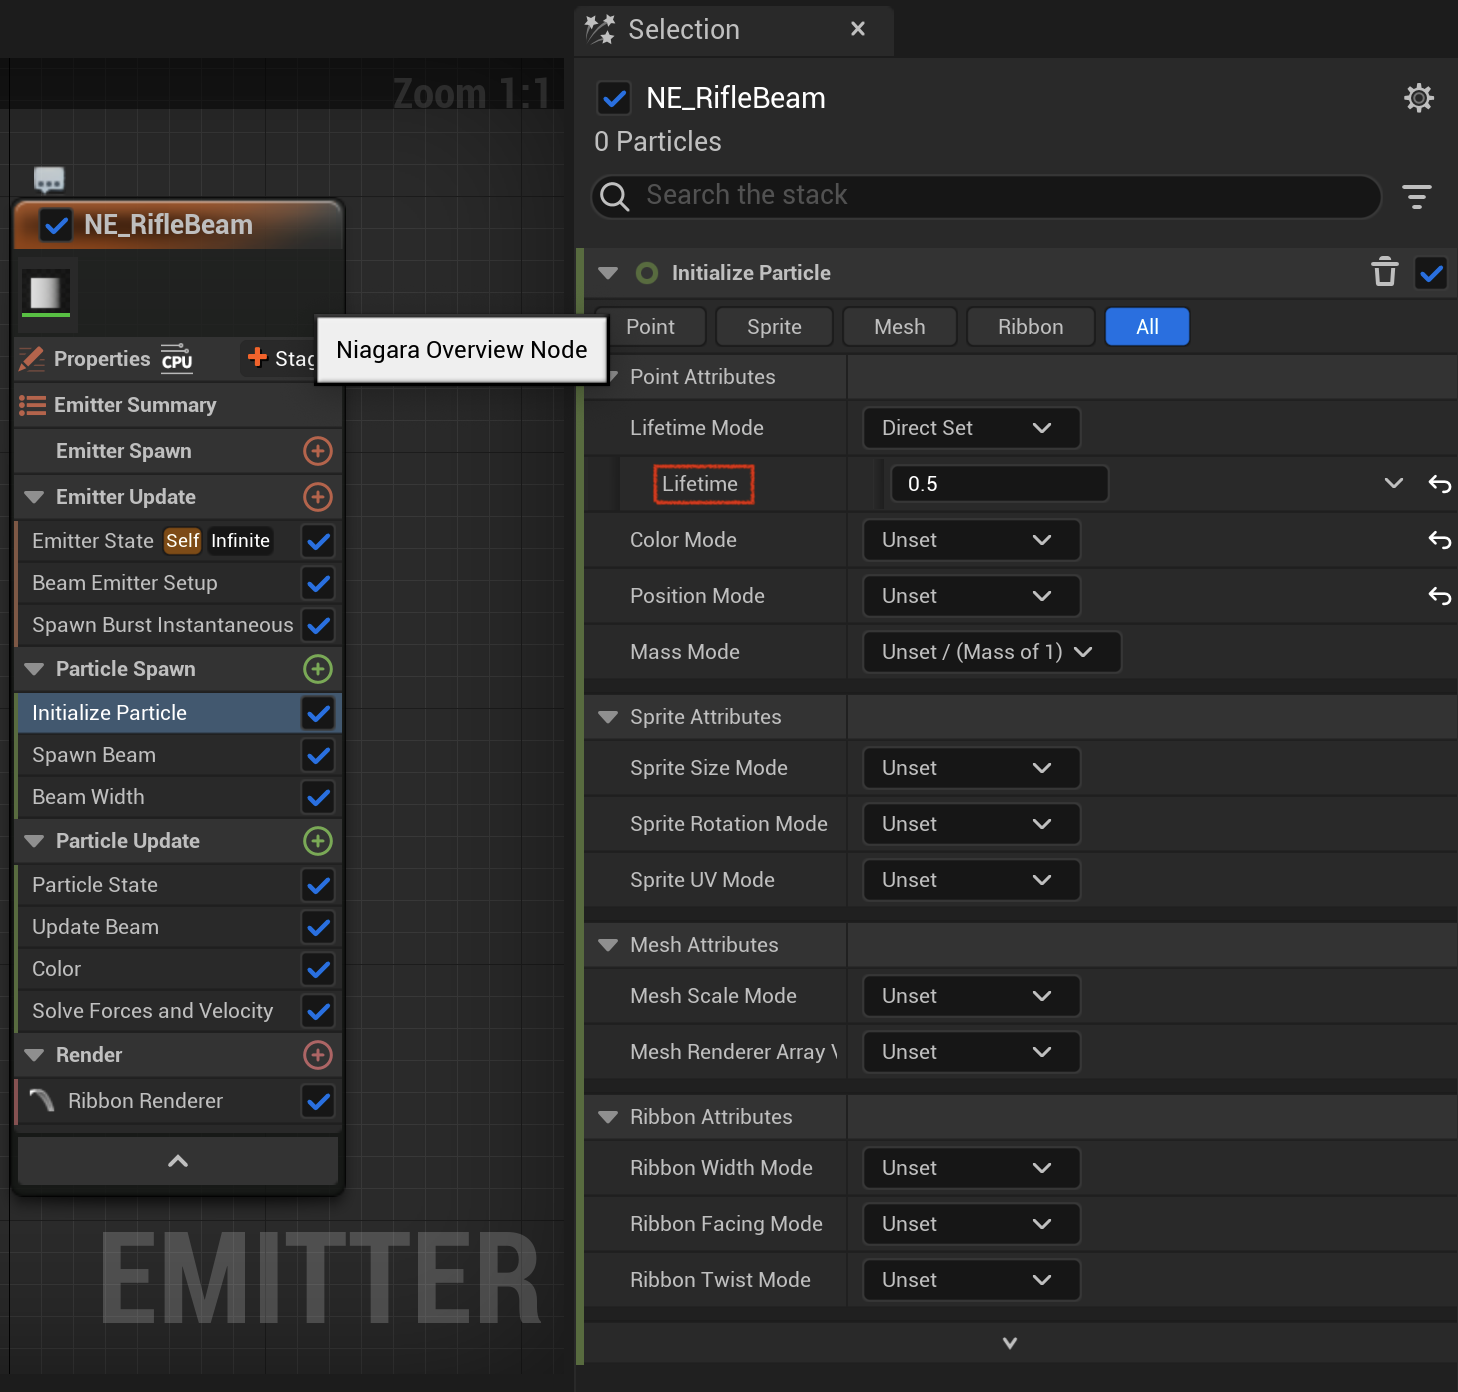 Zoom 1:1
NE_RifleBeam
Properties CPU
Stag
Niagara Overview Node
Emitter Summary
Emitter Spawn
Emitter Update
Emitter State Self Infinite
Beam Emitter Setup
Spawn Burst Instantaneous
Particle Spawn
Initialize Particle
Spawn Beam
Beam Width
Particle Update
Particle State
Update Beam
Color
Solve Forces and Velocity
Render
Ribbon Renderer
EMITTER
Selection
NE_RifleBeam
0 Particles
Search the stack
Initialize Particle
Point Sprite Mesh Ribbon All
Point Attributes
Lifetime Mode Direct Set
Lifetime 0.5
Color Mode Unset
Position Mode Unset
Mass Mode Unset / (Mass of 1)
Sprite Attributes
Sprite Size Mode Unset
Sprite Rotation Mode Unset
Sprite UV Mode Unset
Mesh Attributes
Mesh Scale Mode Unset
Mesh Renderer Array Unset
Ribbon Attributes
Ribbon Width Mode Unset
Ribbon Facing Mode Unset
Ribbon Twist Mode Unset